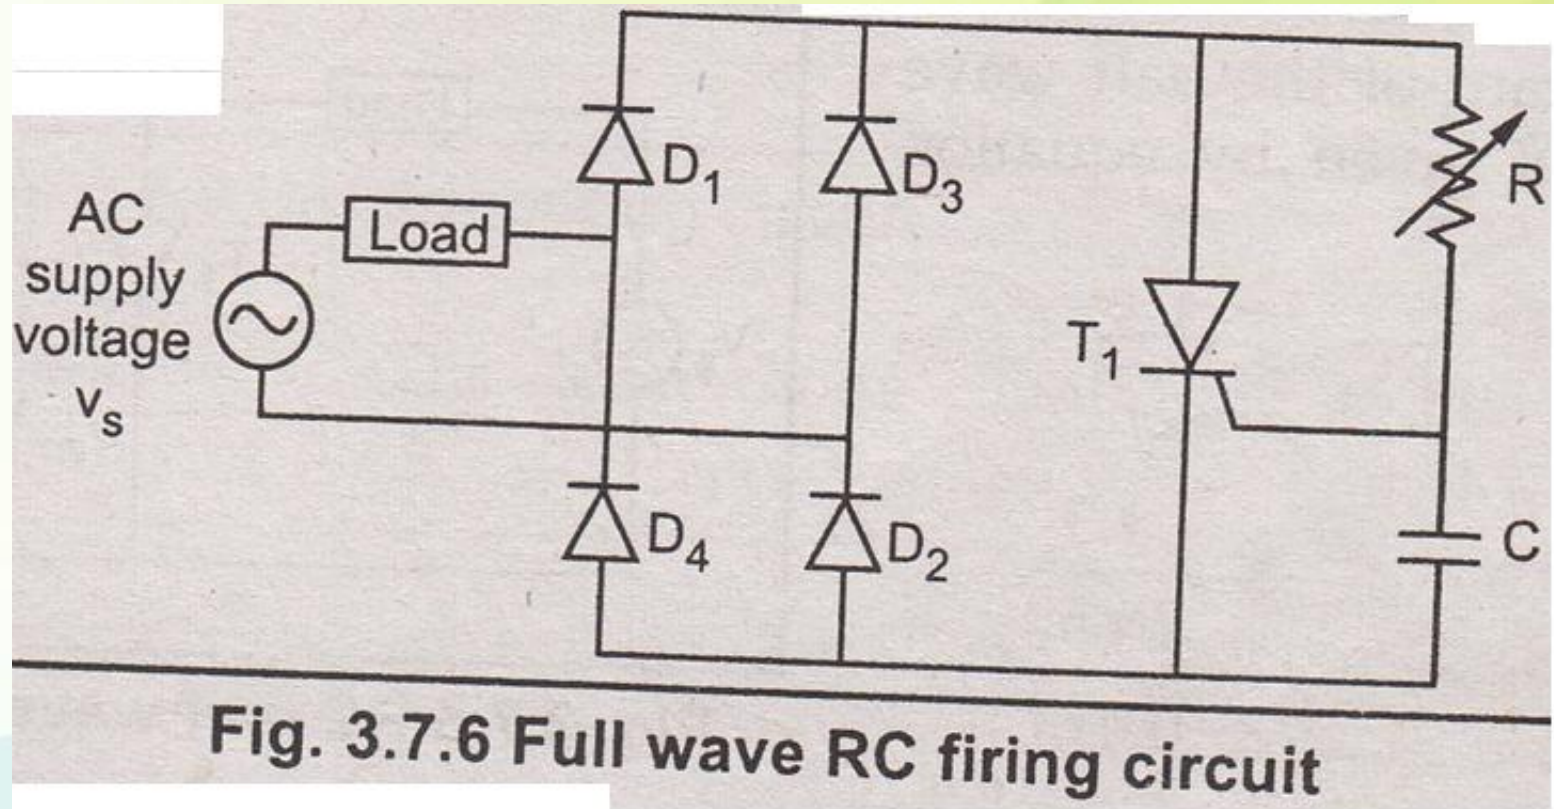 AC
supply
voltage
vs
Load
D1
D3
D4
D2
T1
R
C
Fig. 3.7.6 Full wave RC firing circuit